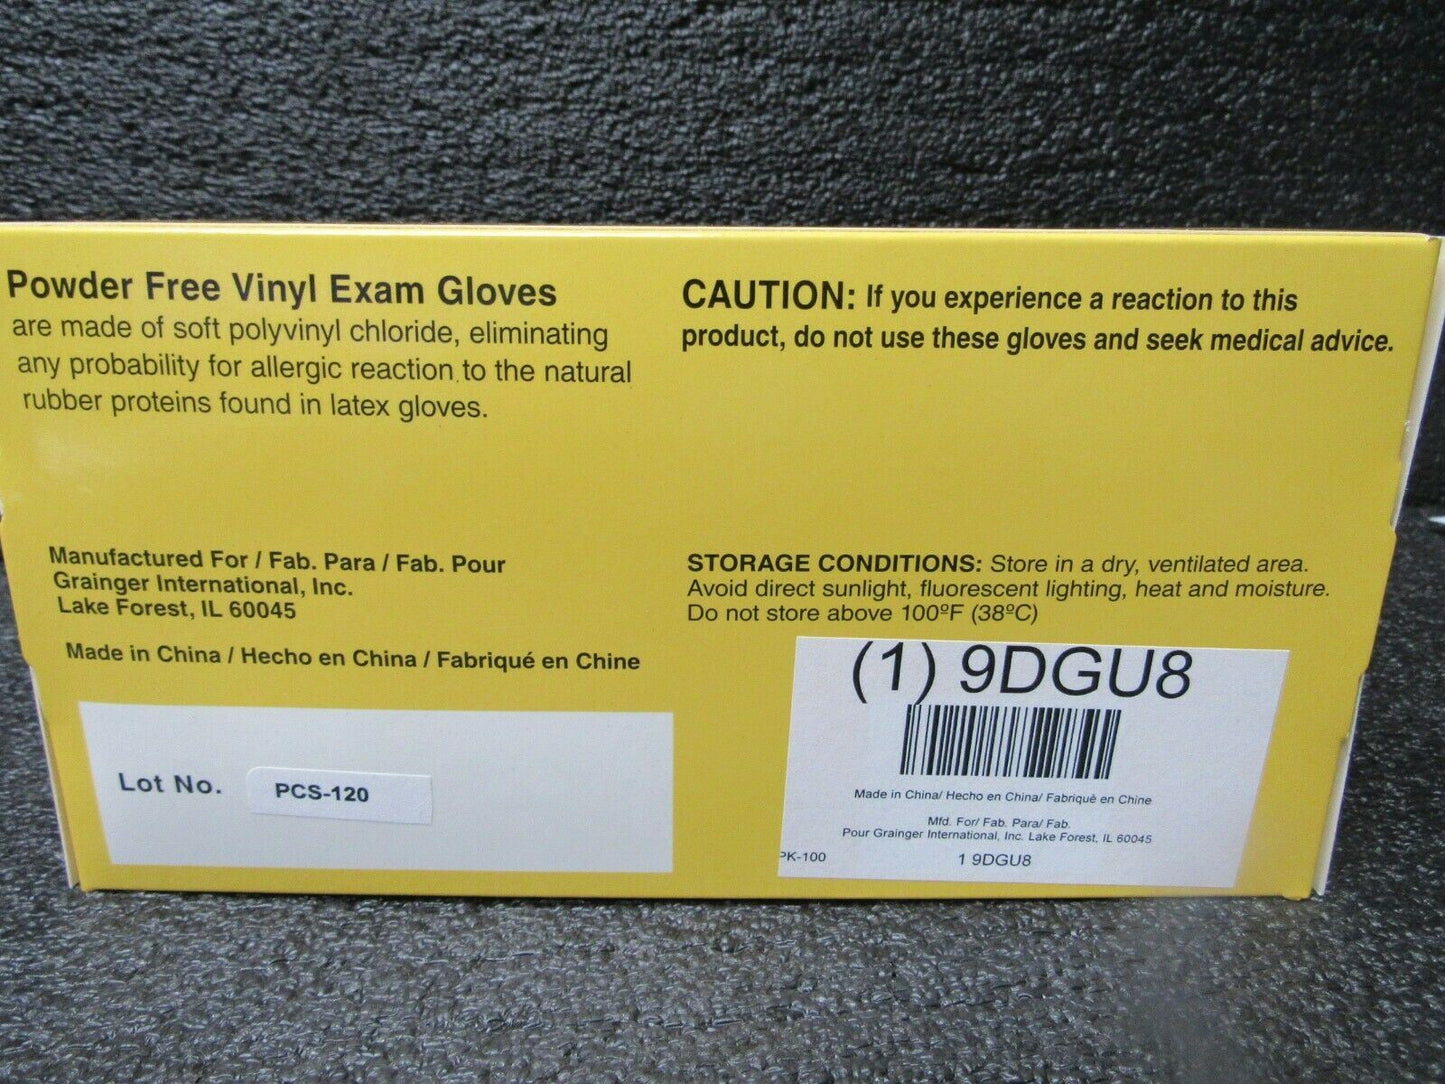 Powder Free Vinyl Exam Gloves
are made of soft polyvinyl chloride, eliminating
any probability for allergic reaction to the natural
rubber proteins found in latex gloves.
CAUTION: If you experience a reaction to this
product, do not use these gloves and seek medical advice.
Manufactured For / Fab. Para / Fab. Pour
Grainger International, Inc.
Lake Forest, IL 60045
Made in China / Hecho en China / Fabriqué en Chine
Lot No. PCS-120
STORAGE CONDITIONS: Store in a dry, ventilated area.
Avoid direct sunlight, fluorescent lighting, heat and moisture.
Do not store above 100ºF (38ºC)
(1) 9DGU8
Made in China/ Hecho en China/ Fabriquè en Chine
Mfd. For/ Fab. Para/ Fab.
Pour Grainger International, Inc. Lake Forest, IL 60045
PK-100 1 9DGU8